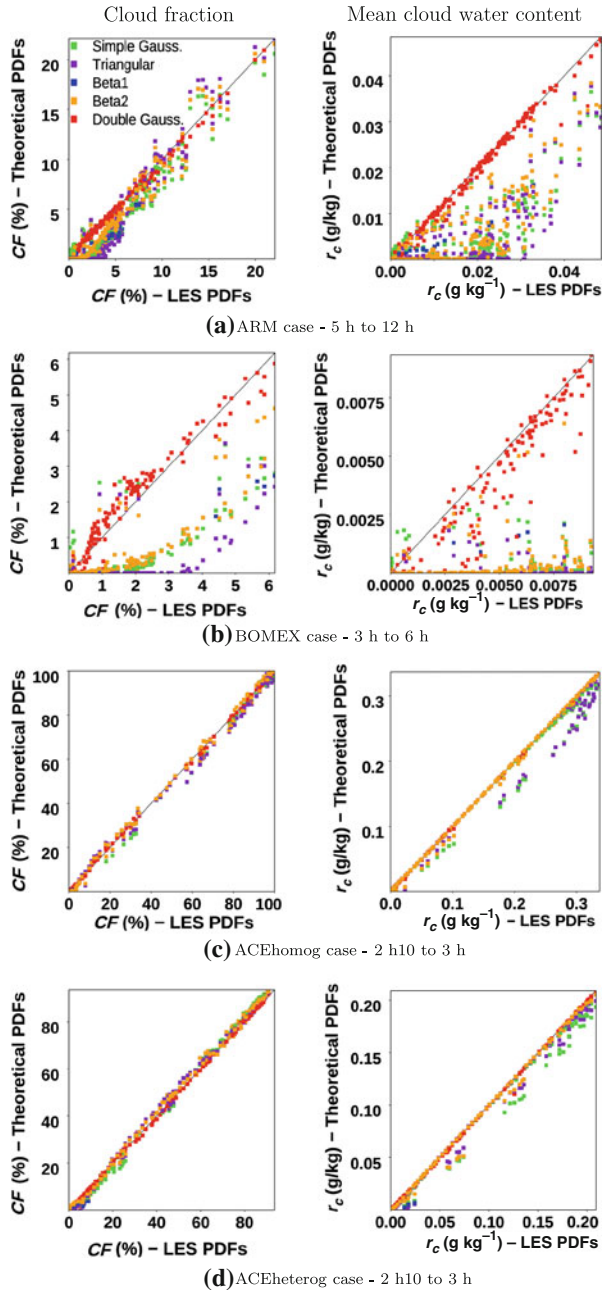 Cloud fraction
Mean cloud water content
CF (%) – Theoretical PDFs
20
15
10
5
Simple Gauss.
Triangular
Beta1
Beta2
Double Gauss.
0 5 10 15 20
CF (%) – LES PDFs
r_c (g/kg) – Theoretical PDFs
0.04
0.03
0.02
0.01
0.00 0.02 0.04
r_c (g kg⁻¹) – LES PDFs
(a) ARM case - 5 h to 12 h
CF (%) – Theoretical PDFs
6
5
4
3
2
1
0 1 2 3 4 5 6
CF (%) – LES PDFs
r_c (g/kg) – Theoretical PDFs
0.0075
0.0050
0.0025
0.0000 0.0025 0.0050 0.0075
r_c (g kg⁻¹) – LES PDFs
(b) BOMEX case - 3 h to 6 h
CF (%) – Theoretical PDFs
100
80
60
40
20
0 20 40 60 80 100
CF (%) – LES PDFs
r_c (g/kg) – Theoretical PDFs
0.3
0.2
0.1
0.0 0.1 0.2 0.3
r_c (g kg⁻¹) – LES PDFs
(c) ACEhomog case - 2 h10 to 3 h
CF (%) – Theoretical PDFs
80
60
40
20
0 20 40 60 80
CF (%) – LES PDFs
r_c (g/kg) – Theoretical PDFs
0.20
0.15
0.10
0.05
0.00 0.05 0.10 0.15 0.20
r_c (g kg⁻¹) – LES PDFs
(d) ACEheterog case - 2 h10 to 3 h